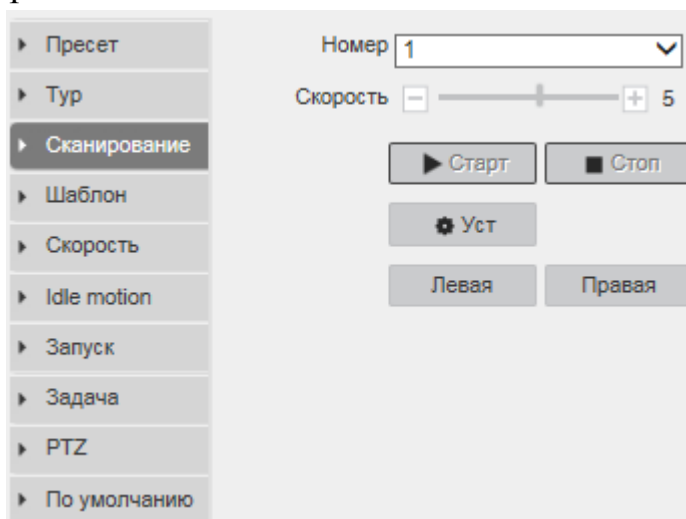 Пресет
Тур
Сканирование
Шаблон
Скорость
Idle motion
Запуск
Задача
PTZ
По умолчанию
Номер 1
Скорость 5
Старт Стоп
Уст
Левая Правая